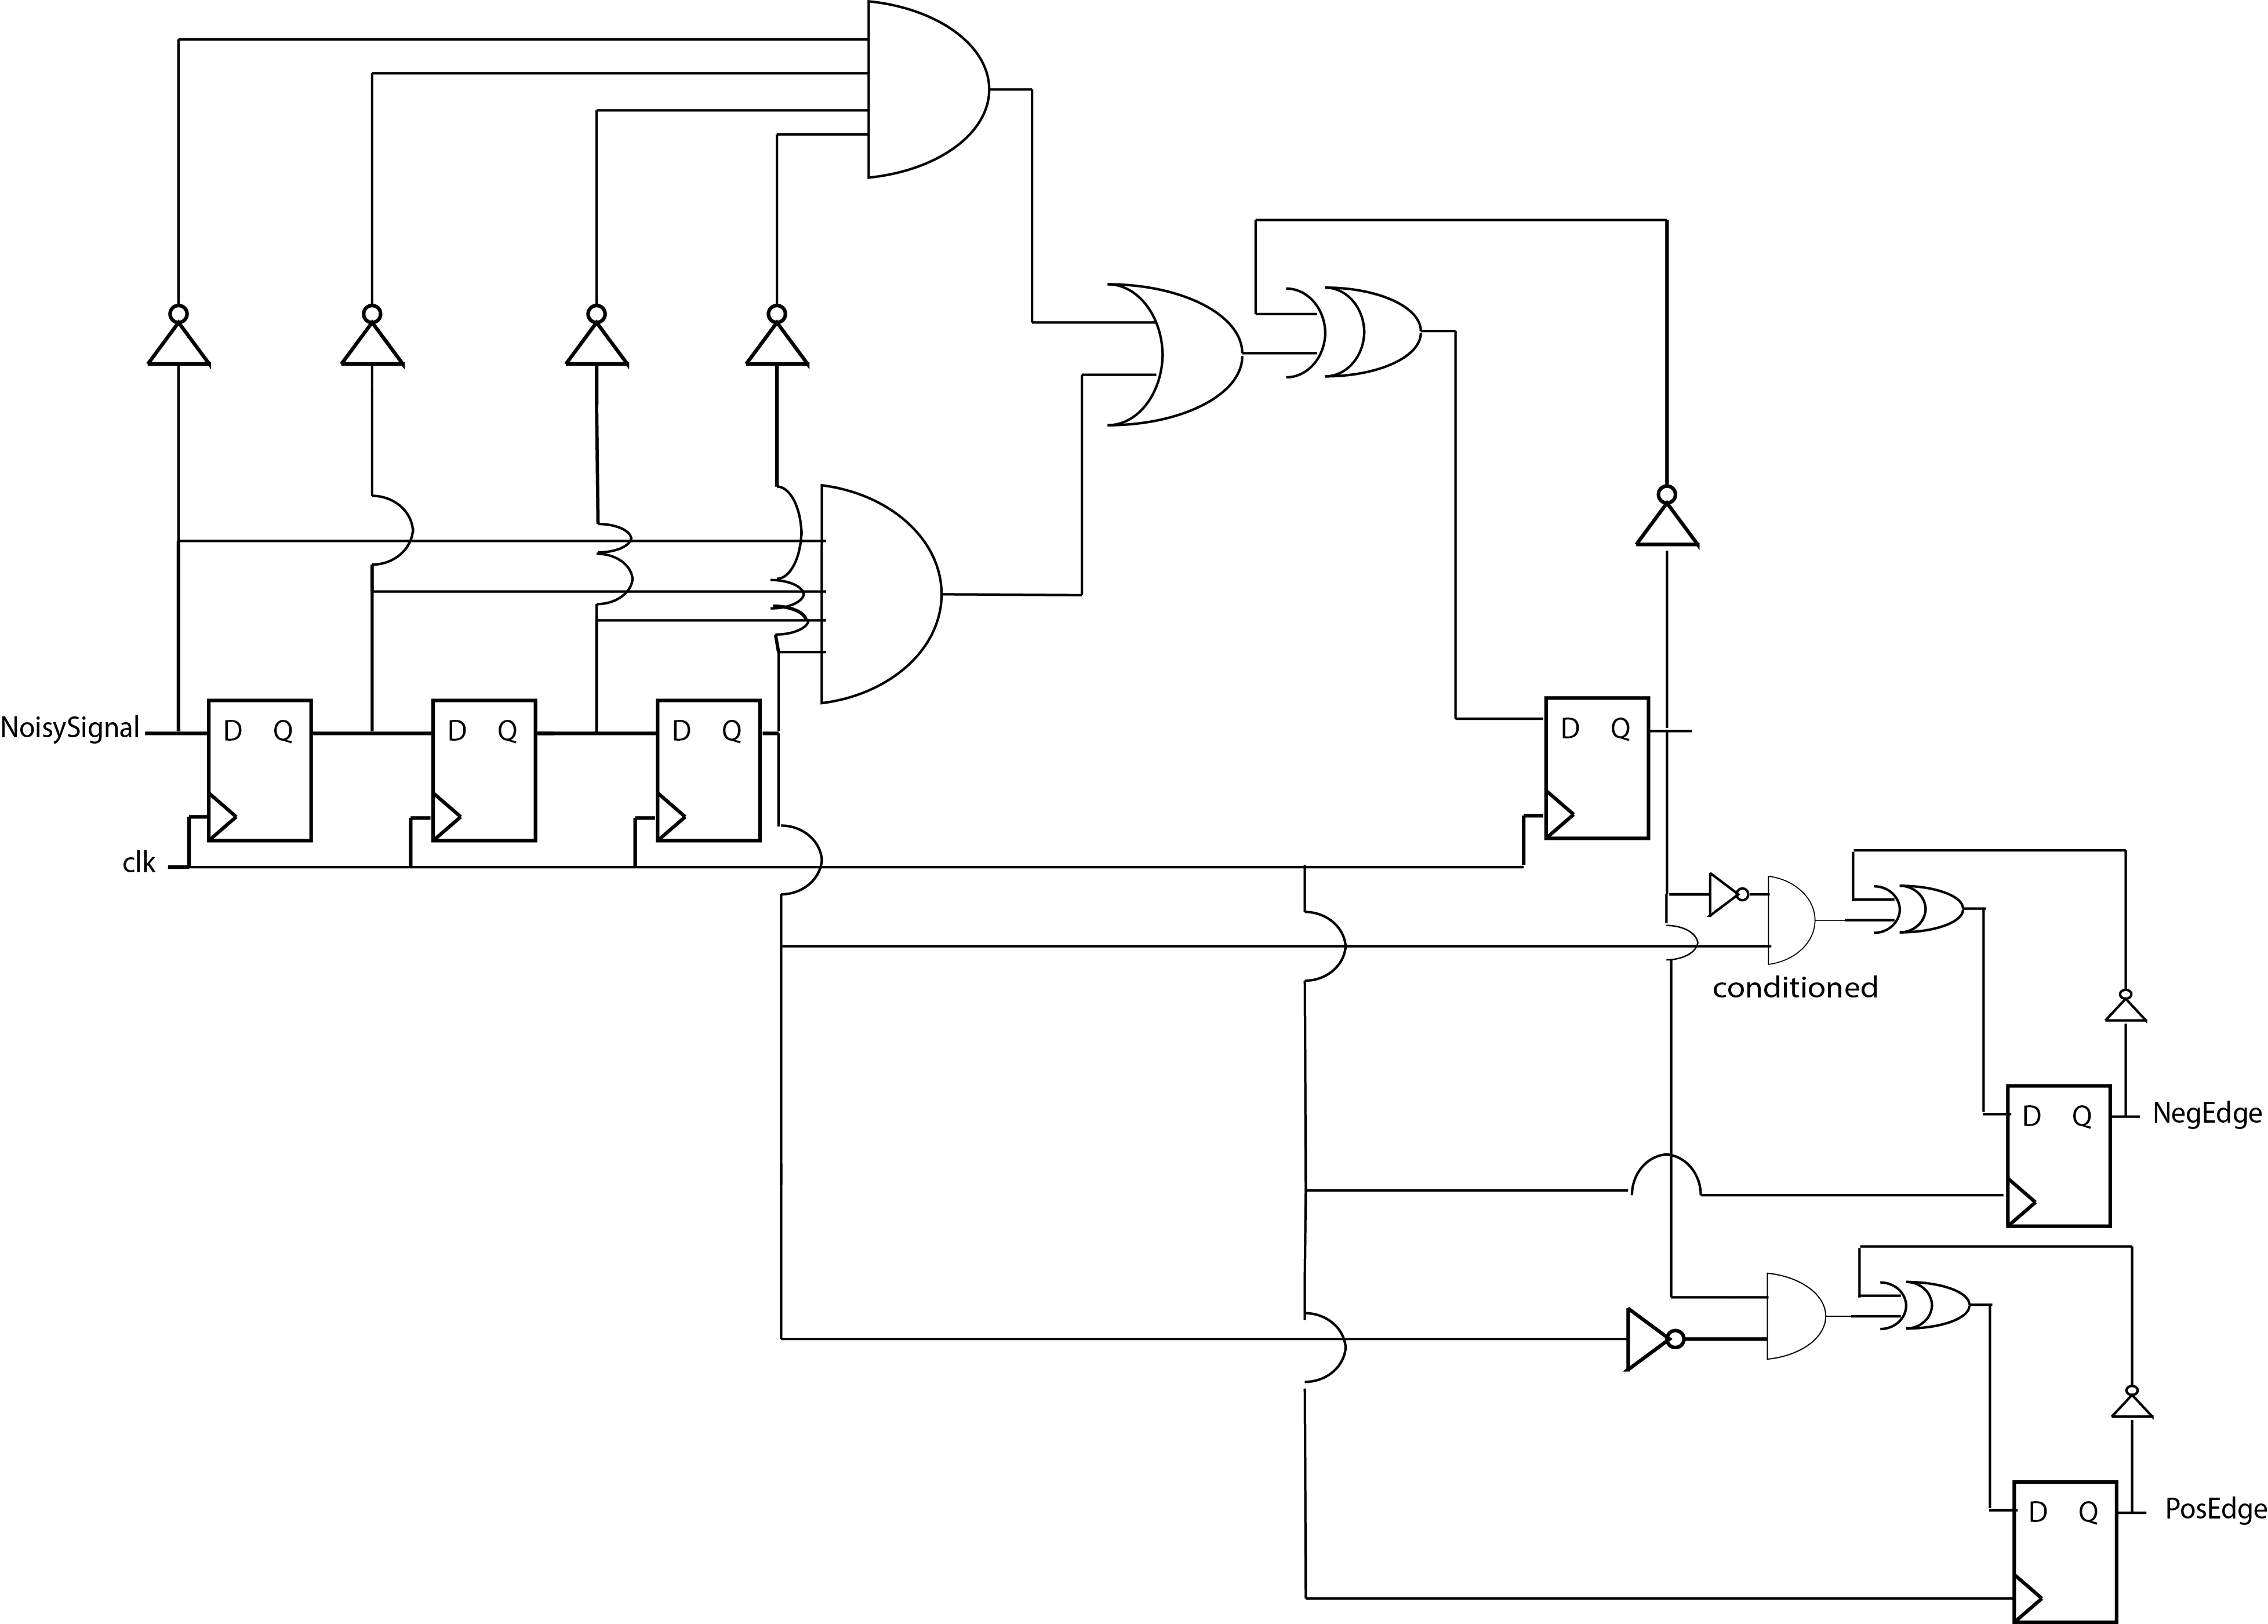 NoisySignal
D Q
D Q
D Q
D Q
clk
conditioned
D Q
NegEdge
D Q
PosEdge